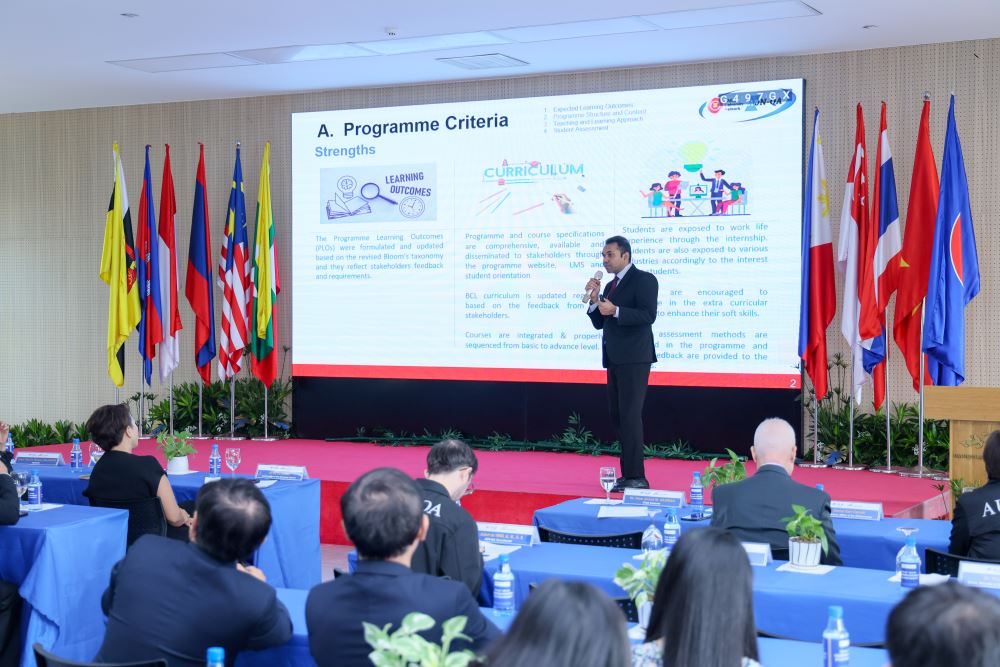 A. Programme Criteria
Strengths
1. Expected Learning Outcomes
2. Programme Structure and Content
3. Teaching and Learning Approach
4. Student Assessment
G-497GX
LEARNING
OUTCOMES
CURRICULUM
The Programme Learning Outcomes
(PLOs) were formulated and updated
based on the revised Bloom's taxonomy
and they reflect stakeholders feedback
and requirements.
Programme and course specifications
are comprehensive, available and
disseminated to stakeholders through
the programme website, LMS and
student orientation
BCL curriculum is updated
based on the feedback from
stakeholders.
Courses are integrated & properly
sequenced from basic to advance level.
Students are exposed to work life
experience through the internship.
Students are also exposed to various
industries accordingly to the interest
students.
are encouraged to
in the extra curricular
to enhance their soft skills.
assessment methods are
in the programme and
feedback are provided to the
2